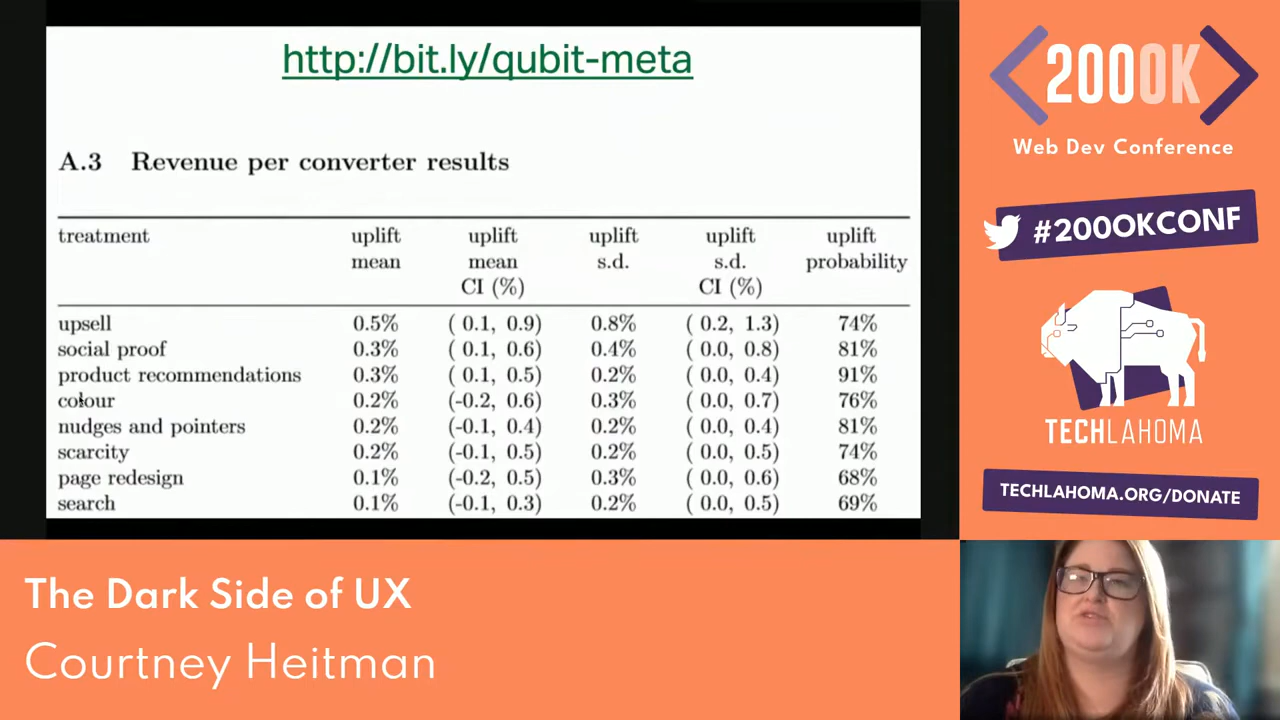 http://bit.ly/qubit-meta
A.3 Revenue per converter results
treatment uplift mean uplift mean CI (%) uplift s.d. uplift s.d. CI (%) uplift probability
upsell 0.5% ( 0.1, 0.9) 0.8% ( 0.2, 1.3) 74%
social proof 0.3% ( 0.1, 0.6) 0.4% ( 0.0, 0.8) 81%
product recommendations 0.3% ( 0.1, 0.5) 0.2% ( 0.0, 0.4) 91%
colour 0.2% (-0.2, 0.6) 0.3% ( 0.0, 0.7) 76%
nudges and pointers 0.2% (-0.1, 0.4) 0.2% ( 0.0, 0.4) 81%
scarcity 0.2% (-0.1, 0.5) 0.2% ( 0.0, 0.5) 74%
page redesign 0.1% (-0.2, 0.5) 0.3% ( 0.0, 0.6) 68%
search 0.1% (-0.1, 0.3) 0.2% ( 0.0, 0.5) 69%
200OK
Web Dev Conference
#200OKCONF
TECHLAHOMA
TECHLAHOMA.ORG/DONATE
The Dark Side of UX
Courtney Heitman